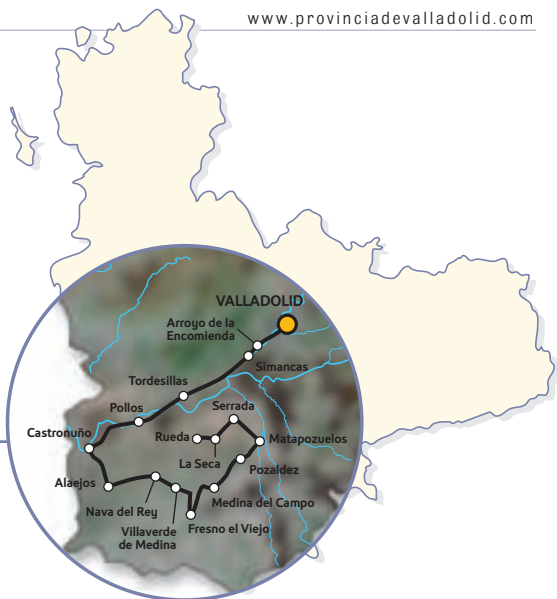 www.provinciadevalladolid.com
VALLADOLID
Arroyo de la
Encomienda
Simancas
Tordesillas
Pollos
Serrada
Castronuño
Rueda
Matapozuelos
La Seca
Pozaldez
Alaejos
Medina del Campo
Nava del Rey
Villaverde
de Medina
Fresno el Viejo